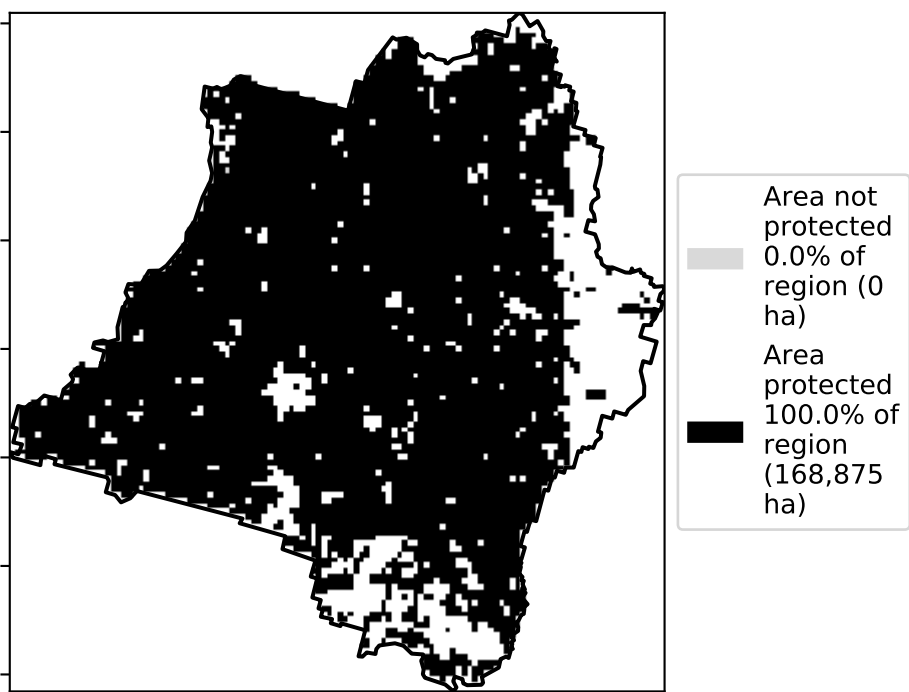 Area not
protected
0.0% of
region (0
ha)
Area
protected
100.0% of
region
(168,875
ha)